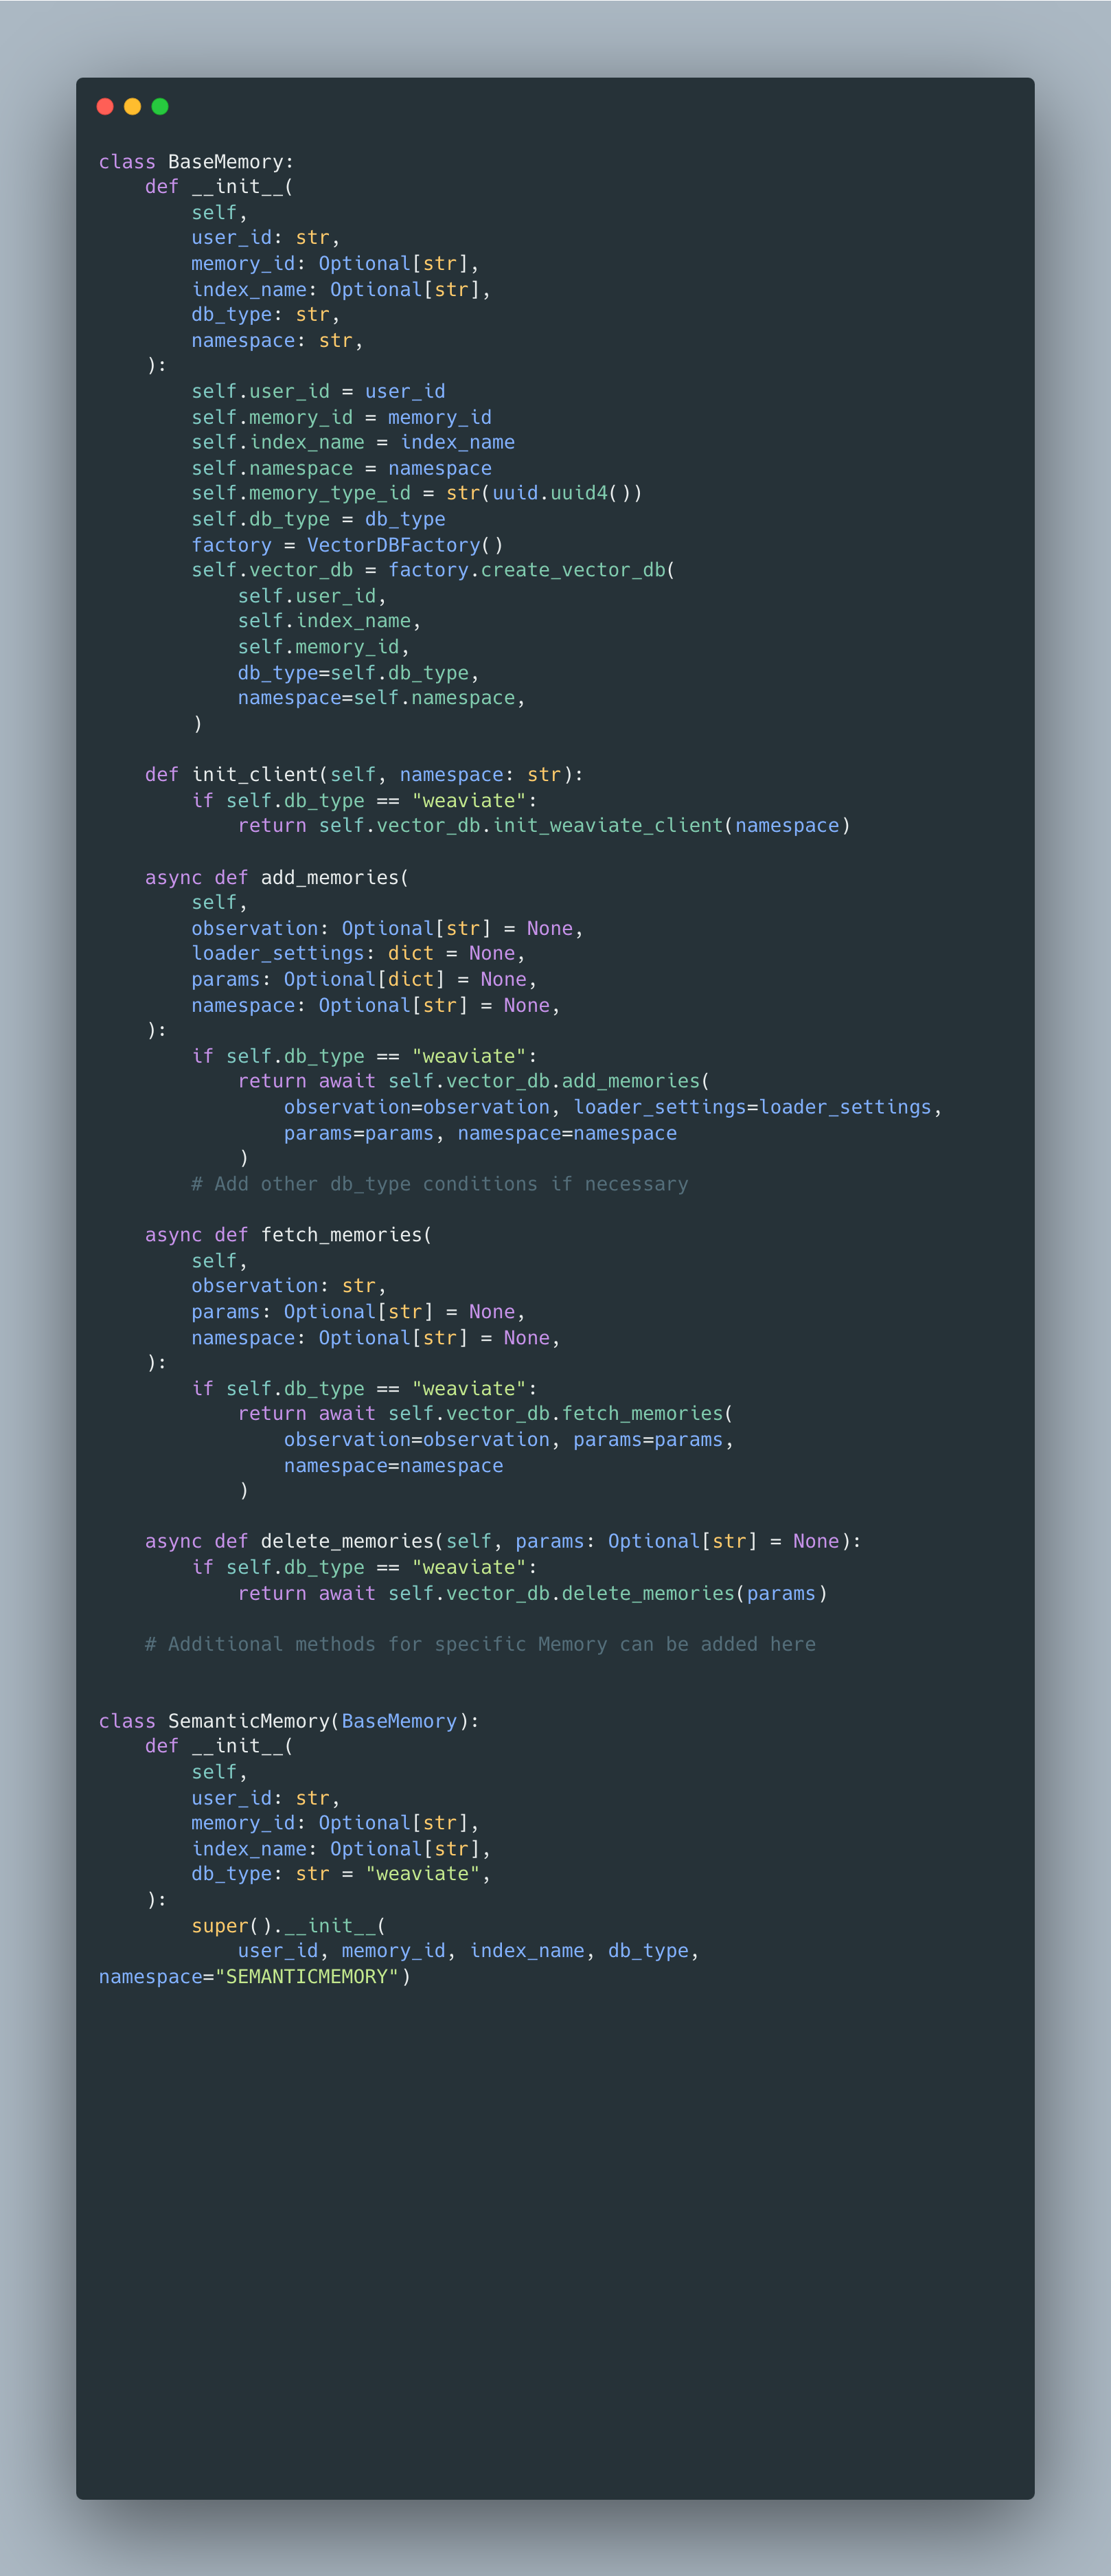 class BaseMemory:
    def __init__(
        self,
        user_id: str,
        memory_id: Optional[str],
        index_name: Optional[str],
        db_type: str,
        namespace: str,
    ):
        self.user_id = user_id
        self.memory_id = memory_id
        self.index_name = index_name
        self.namespace = namespace
        self.memory_type_id = str(uuid.uuid4())
        self.db_type = db_type
        factory = VectorDBFactory()
        self.vector_db = factory.create_vector_db(
            self.user_id,
            self.index_name,
            self.memory_id,
            db_type=self.db_type,
            namespace=self.namespace,
        )

    def init_client(self, namespace: str):
        if self.db_type == "weaviate":
            return self.vector_db.init_weaviate_client(namespace)

    async def add_memories(
        self,
        observation: Optional[str] = None,
        loader_settings: dict = None,
        params: Optional[dict] = None,
        namespace: Optional[str] = None,
    ):
        if self.db_type == "weaviate":
            return await self.vector_db.add_memories(
                observation=observation, loader_settings=loader_settings,
                params=params, namespace=namespace
            )
        # Add other db_type conditions if necessary

    async def fetch_memories(
        self,
        observation: str,
        params: Optional[str] = None,
        namespace: Optional[str] = None,
    ):
        if self.db_type == "weaviate":
            return await self.vector_db.fetch_memories(
                observation=observation, params=params,
                namespace=namespace
            )

    async def delete_memories(self, params: Optional[str] = None):
        if self.db_type == "weaviate":
            return await self.vector_db.delete_memories(params)

    # Additional methods for specific Memory can be added here


class SemanticMemory(BaseMemory):
    def __init__(
        self,
        user_id: str,
        memory_id: Optional[str],
        index_name: Optional[str],
        db_type: str = "weaviate",
    ):
        super().__init__(
            user_id, memory_id, index_name, db_type,
namespace="SEMANTICMEMORY")